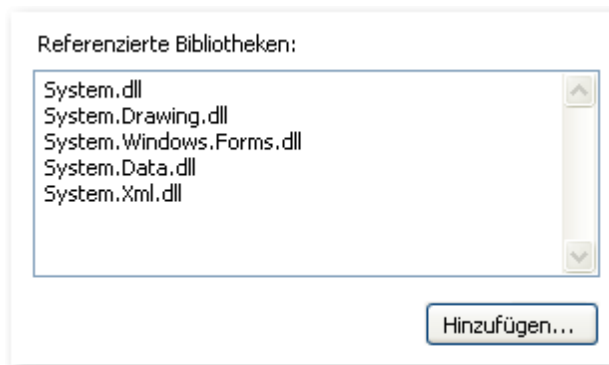 Referenzierte Bibliotheken:
System.dll
System.Drawing.dll
System.Windows.Forms.dll
System.Data.dll
System.Xml.dll
Hinzufügen...